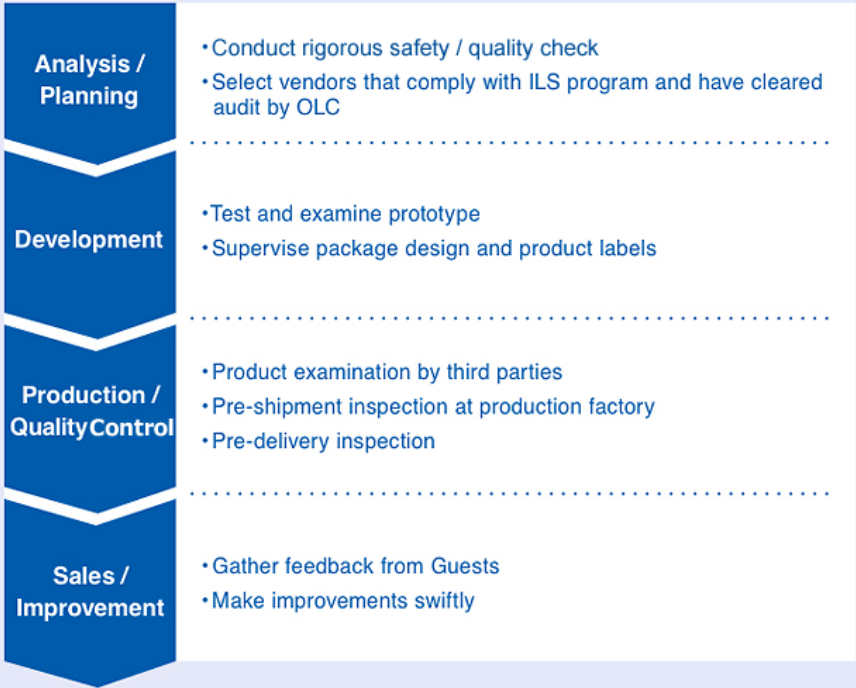 Analysis /
Planning
・Conduct rigorous safety / quality check
・Select vendors that comply with ILS program and have cleared
audit by OLC
Development
・Test and examine prototype
・Supervise package design and product labels
Production /
Quality Control
・Product examination by third parties
・Pre-shipment inspection at production factory
・Pre-delivery inspection
Sales /
Improvement
・Gather feedback from Guests
・Make improvements swiftly